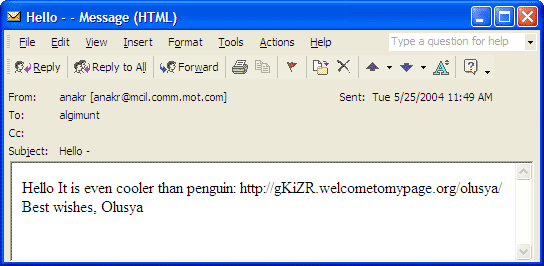 Hello - - Message (HTML)
File Edit View Insert Format Tools Actions Help Type a question for help
Reply Reply to All Forward
From: anakr [anakr@mcil.comm.mot.com] Sent: Tue 5/25/2004 11:49 AM
To: algimunt
Cc:
Subject: Hello -
Hello It is even cooler than penguin: http://gKiZR.welcometomypage.org/olusya/
Best wishes, Olusya